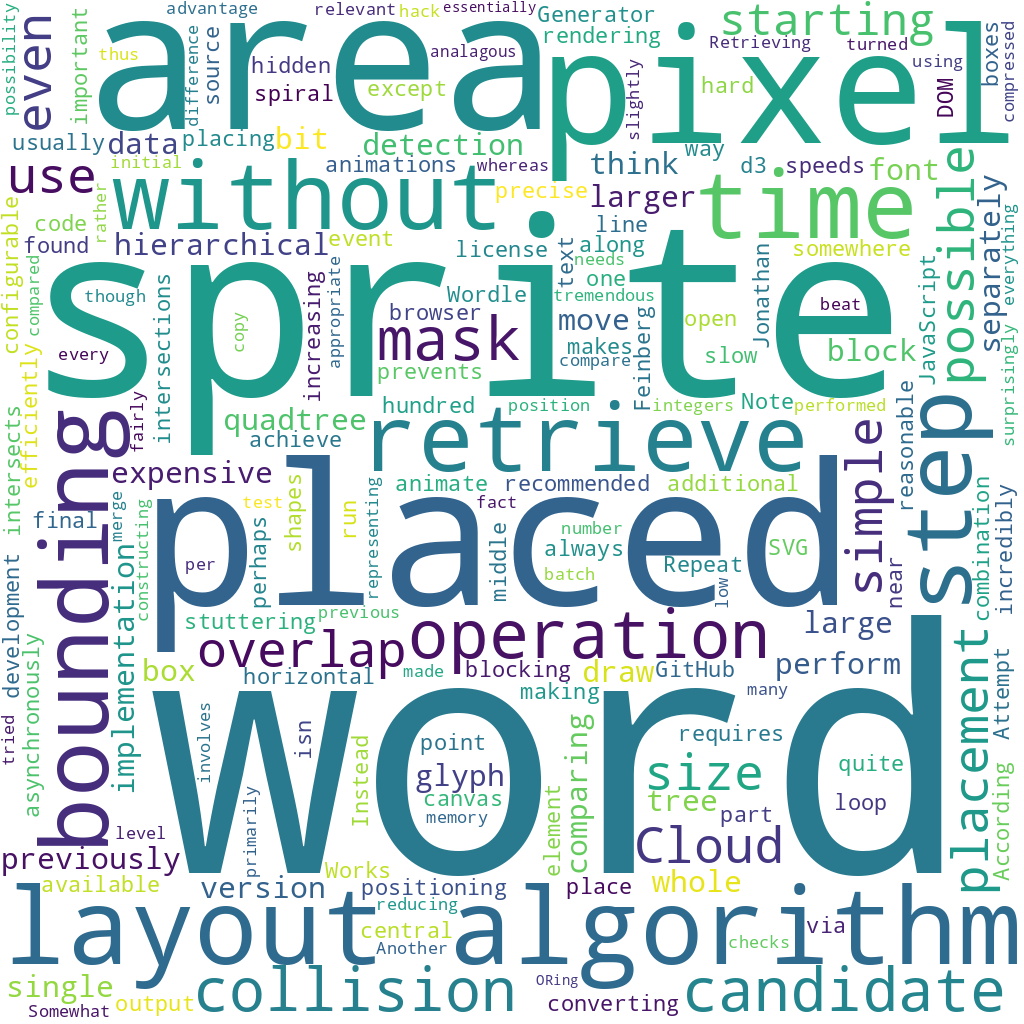 possibility
advantage
relevant
hack
essentially
Generator
rendering
starting
area
pixel
even
important
thus
difference
source
hidden
spiral
except
analagous
slightly
Retrieving
turned
using
hard
DOM
boxes
compressed
usually
data
placing
bit
detection
animations
whereas
think
way
d3
speeds
font
initial
use
without
precise
larger
time
possible
configurable
code
rather
found
hierarchical
event
license
text
line
along
one
needs
somewhere
JavaScript
separately
everything
compared
though
intersections
sprite
Wordle
tremendous
browser
move
open
Jonathan
beat
every
copy
increasing
appropriate
mask
prevents
makes
compare
Feinberg
slow
block
surprisingly
efficiently
intersects
bounding
fairly
quadtree
hundred
position
integers
Note
performed
achieve
retrieve
simple
reasonable
step
expensive
animate
recommended
additional
final
merge
constructing
test
shapes
run
representing
placed
fact
number
middle
always
batch
Repeat
SVG
low
near
combination
incredibly
per
perhaps
implementation
development
asynchronously
tried
stuttering
previous
overlap
operation
large
placement
box
horizontal
made
blocking
draw
GitHub
perform
making
many
Attempt
According
involves
isn
word
point
requires
glyph
size
quite
primarily
Instead
canvas
memory
comparing
element
tree
part
loop
level
previously
Cloud
available
version
Works
positioning
place
whole
reducing
central
Another
via
checks
layout
algorithm
single
Somewhat
output
collision
ORing
converting
candidate